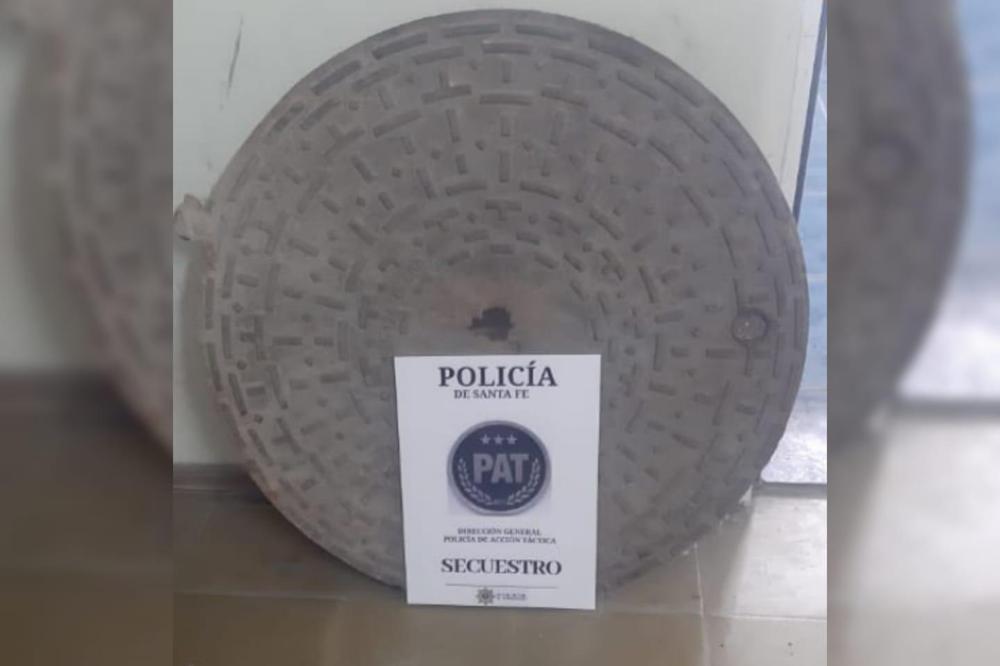 POLICÍA
DE SANTA FE
PAT
DIRECCIÓN GENERAL
POLICÍA DE ACCIÓN TÁCTICA
SECUESTRO